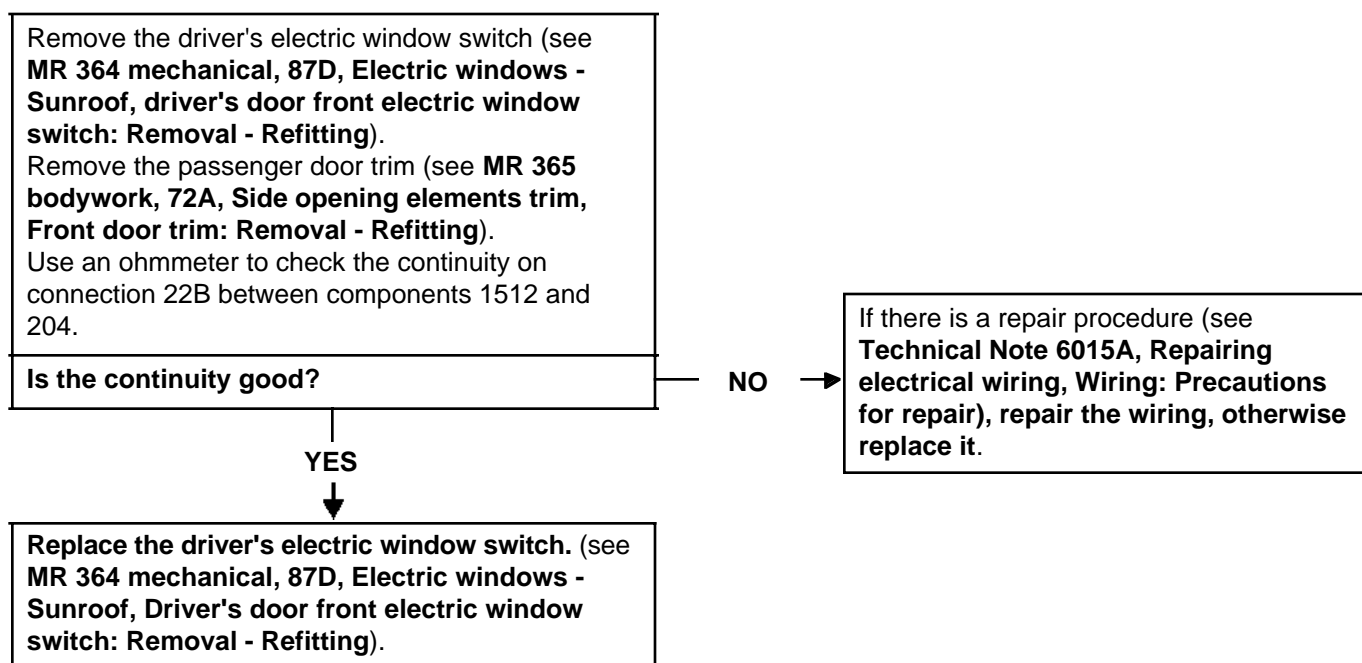 Remove the driver's electric window switch (see
MR 364 mechanical, 87D, Electric windows -
Sunroof, driver's door front electric window
switch: Removal - Refitting).
Remove the passenger door trim (see MR 365
bodywork, 72A, Side opening elements trim,
Front door trim: Removal - Refitting).
Use an ohmmeter to check the continuity on
connection 22B between components 1512 and
204.
Is the continuity good?
NO
If there is a repair procedure (see
Technical Note 6015A, Repairing
electrical wiring, Wiring: Precautions
for repair), repair the wiring, otherwise
replace it.
YES
Replace the driver's electric window switch. (see
MR 364 mechanical, 87D, Electric windows -
Sunroof, Driver's door front electric window
switch: Removal - Refitting).